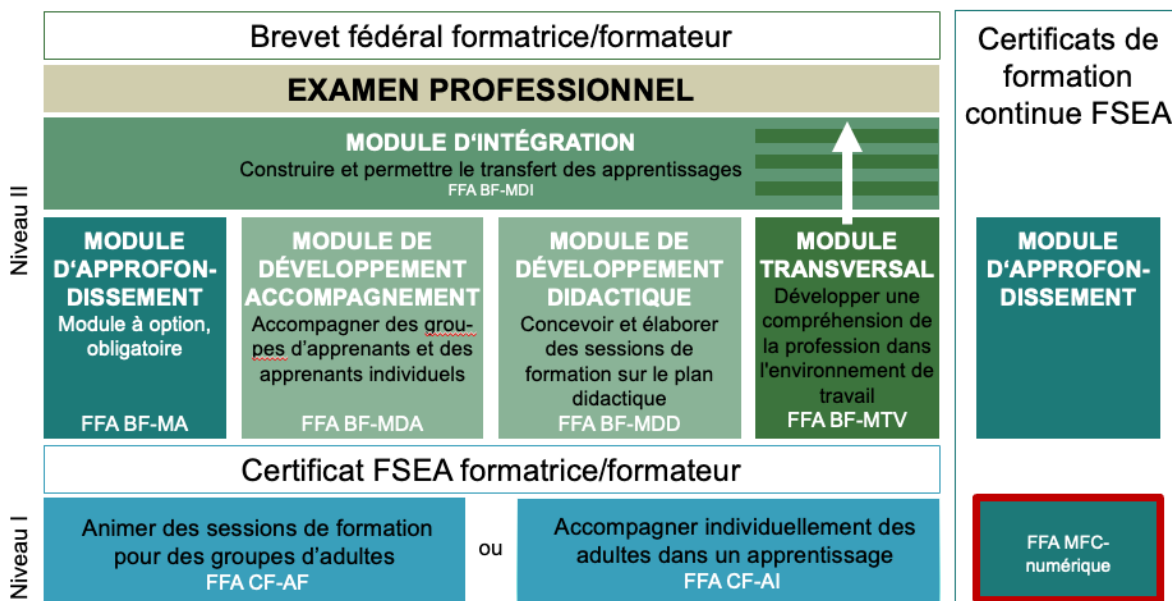 Brevet fédéral formatrice/formateur
EXAMEN PROFESSIONNEL
MODULE D'INTÉGRATION
Construire et permettre le transfert des apprentissages
FFA BF-MDI
Niveau II
MODULE
D'APPROFON-
DISSEMENT
Module à option,
obligatoire
FFA BF-MA
MODULE DE
DÉVELOPPEMENT
ACCOMPAGNEMENT
Accompagner des grou-
pes d'apprenants et des
apprenants individuels
FFA BF-MDA
MODULE DE
DÉVELOPPEMENT
DIDACTIQUE
Concevoir et élaborer
des sessions de
formation sur le plan
didactique
FFA BF-MDD
MODULE
TRANSVERSAL
Développer une
compréhension de
la profession dans
l'environnement de
travail
FFA BF-MTV
Certificat FSEA formatrice/formateur
Niveau I
Animer des sessions de formation
pour des groupes d'adultes
FFA CF-AF
ou
Accompagner individuellement des
adultes dans un apprentissage
FFA CF-AI
Certificats de
formation
continue FSEA
MODULE
D'APPROFON-
DISSEMENT
FFA MFC-
numérique